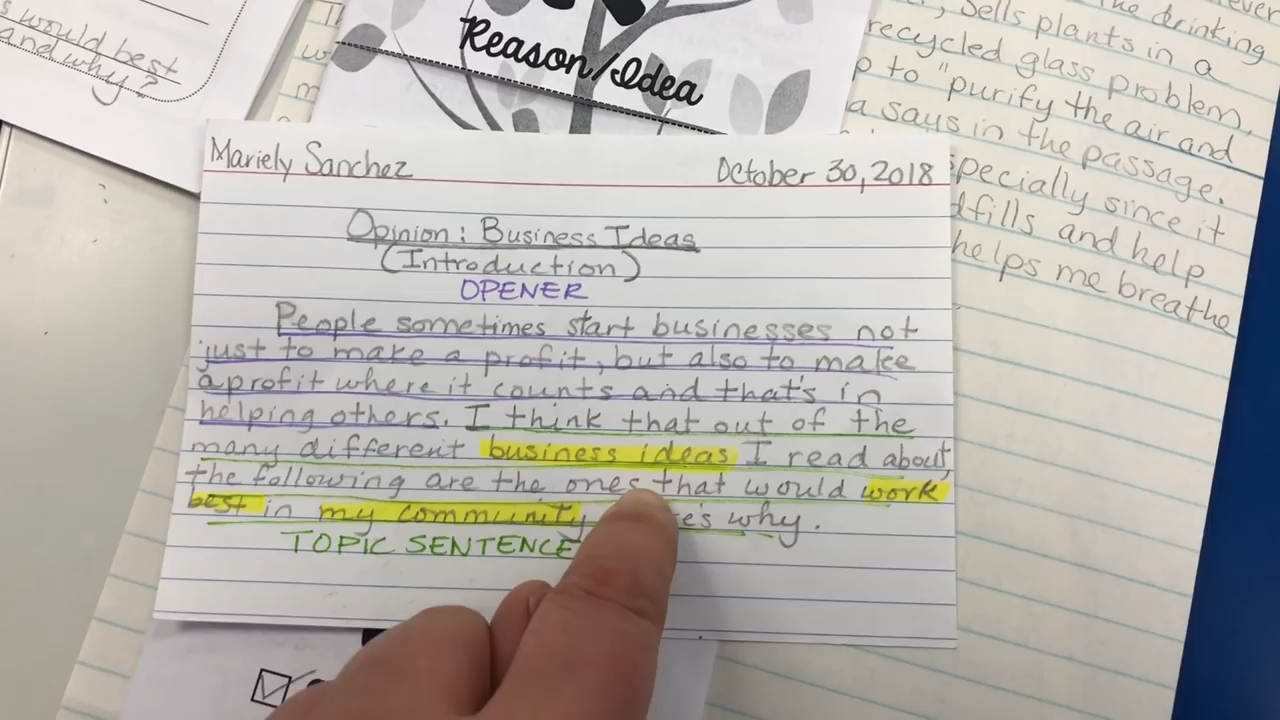 s would best
and why?
Reason/Idea
the drinking
, sells plants in a
recycled glass problem,
to "purify the air and
a says in the passage.
specially since it
dfills and help
helps me breathe
Mariely Sanchez
October 30, 2018
Opinion: Business Ideas
(Introduction)
OPENER
People sometimes start businesses not
just to make a profit, but also to make
a profit where it counts and that's in
helping others. I think that out of the
many different business ideas I read about,
the following are the ones that would work
best in my community
e's why.
TOPIC SENTENCE